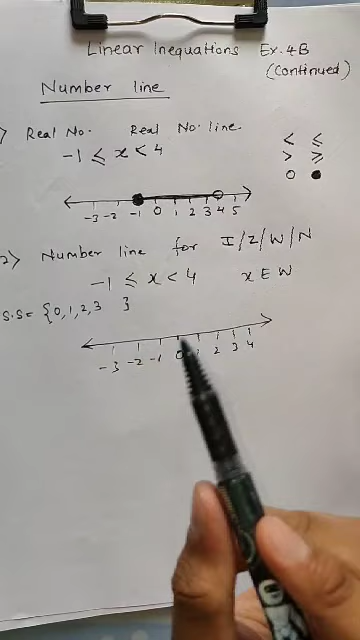 Linear Inequations Ex. 4B
(Continued)
Number line
1) Real No. Real No. line
-1 ≤ x < 4
< ≤
> ≥
○ ●
-3 -2 -1 0 1 2 3 4 5
2) Number line for I/Z/W/N
-1 ≤ x < 4 x ∈ W
S.S = {0, 1, 2, 3 }
-3 -2 -1 0 1 2 3 4